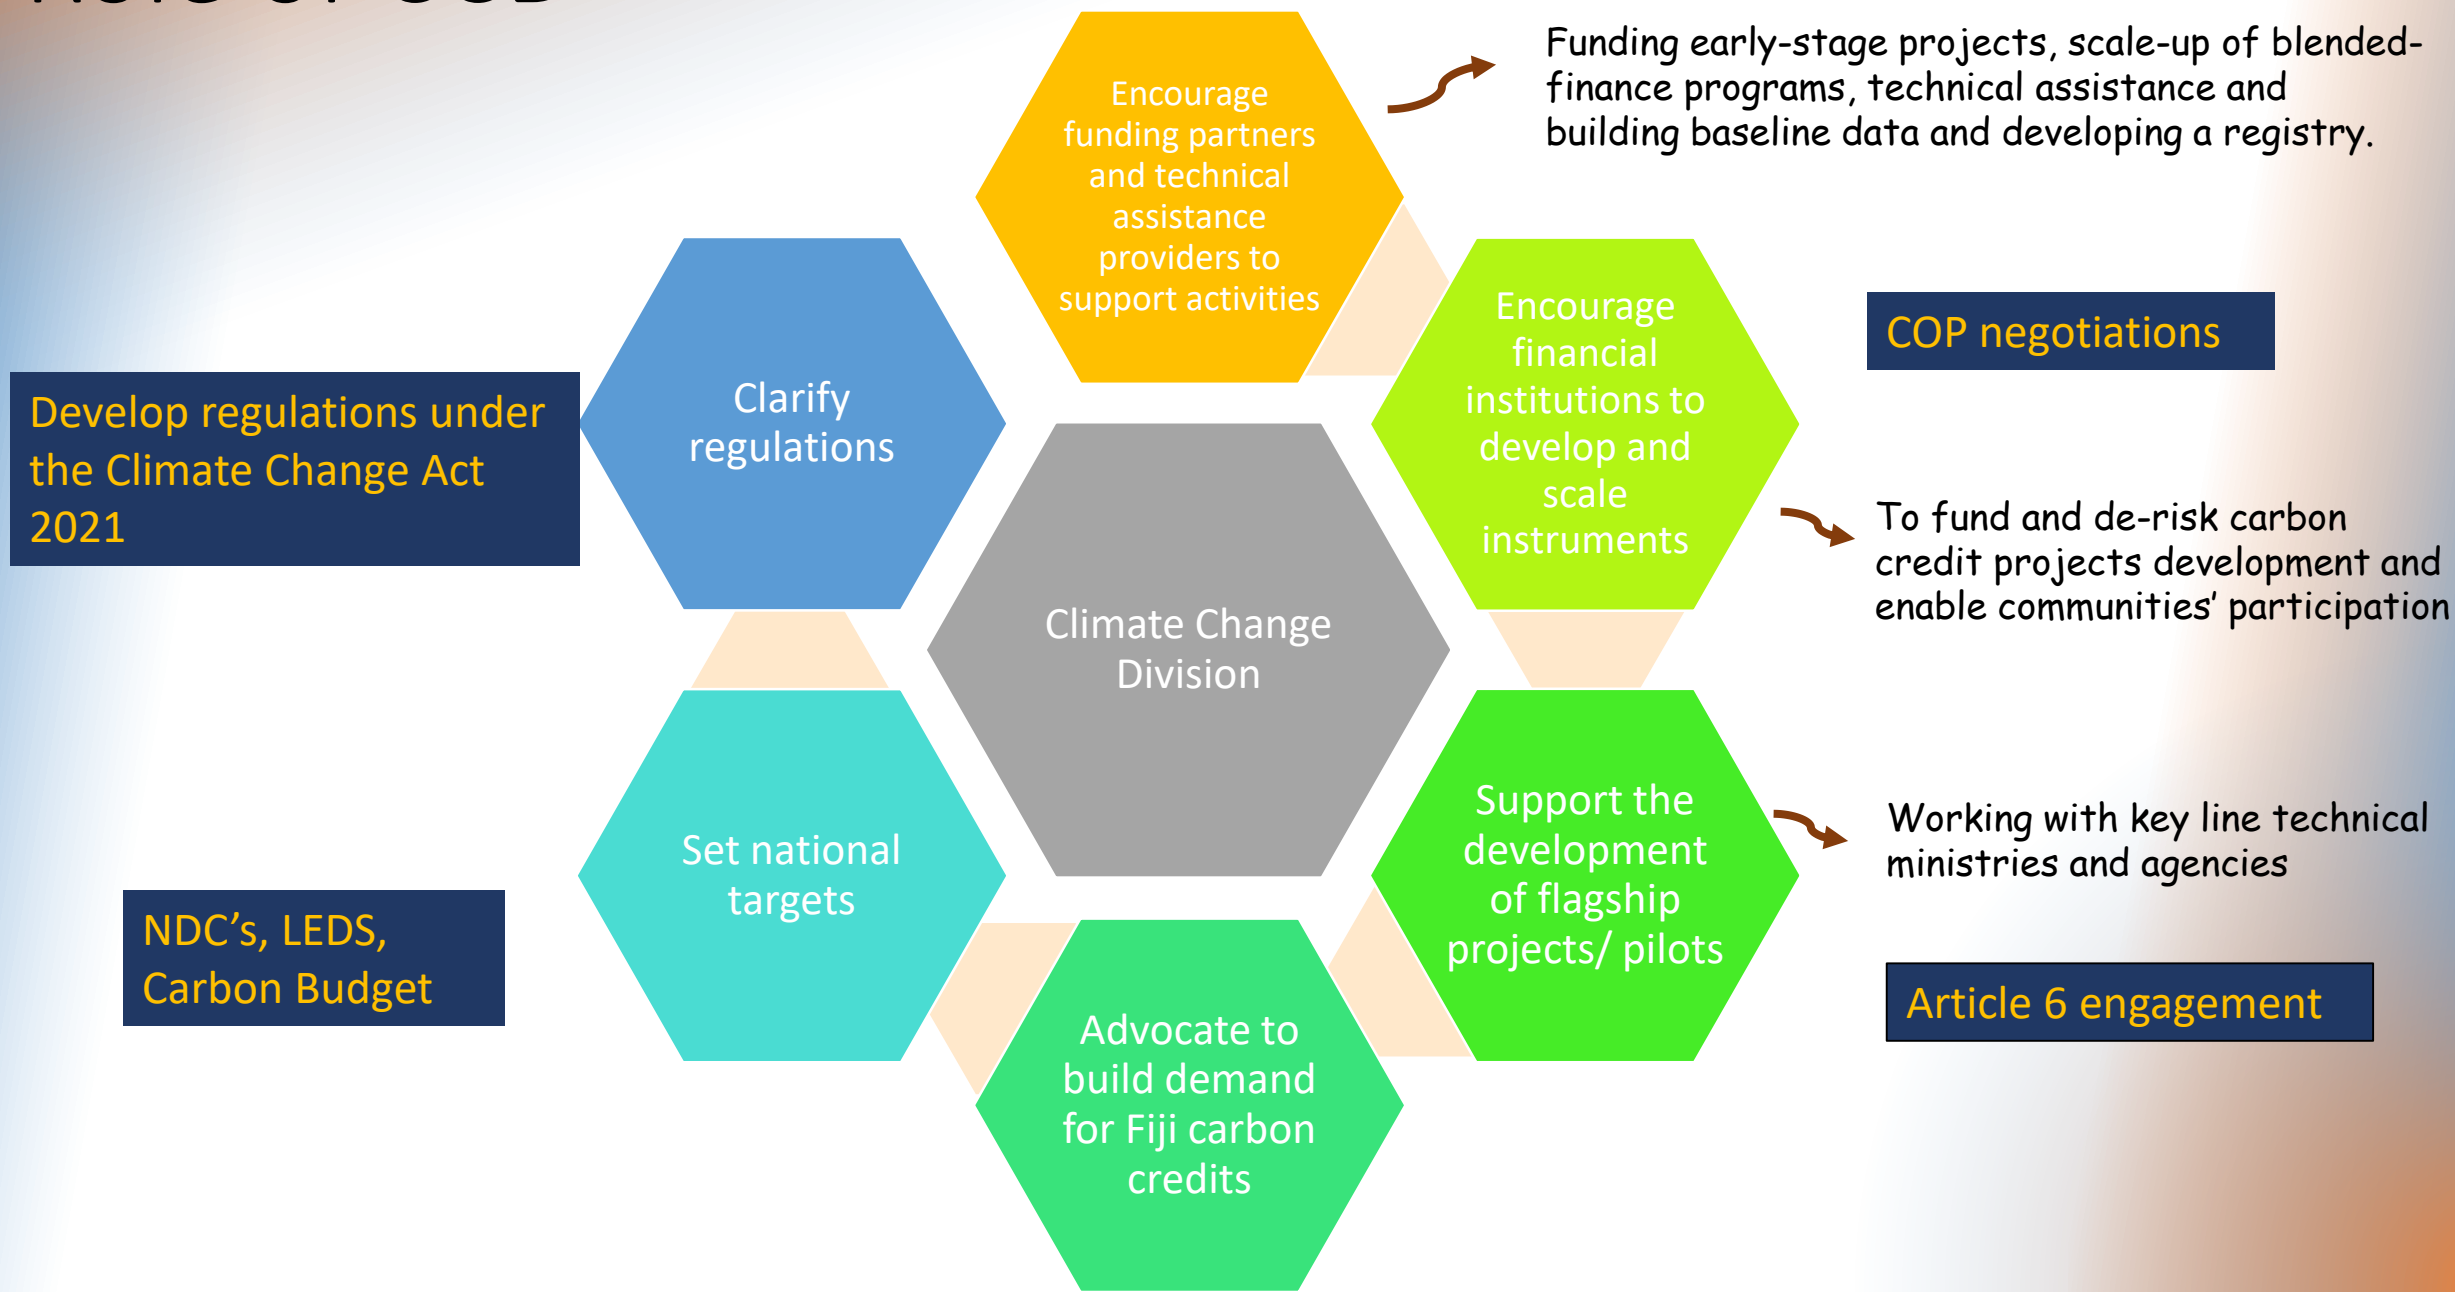 Encourage
funding partners
and technical
assistance
providers to
support activities
Funding early-stage projects, scale-up of blended-
finance programs, technical assistance and
building baseline data and developing a registry.
Encourage
financial
institutions to
develop and
scale
instruments
COP negotiations
To fund and de-risk carbon
credit projects development and
enable communities’ participation
Clarify
regulations
Develop regulations under
the Climate Change Act
2021
Climate Change
Division
Support the
development
of flagship
projects/ pilots
Working with key line technical
ministries and agencies
Article 6 engagement
Set national
targets
NDC’s, LEDS,
Carbon Budget
Advocate to
build demand
for Fiji carbon
credits